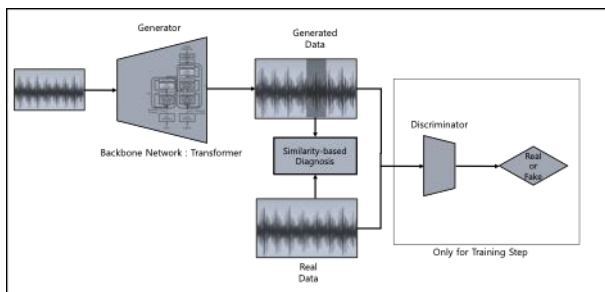 Generator
Generated
Data
Discriminator
Real
or
Fake
Similarity-based
Diagnosis
Backbone Network : Transformer
Real
Data
Only for Training Step